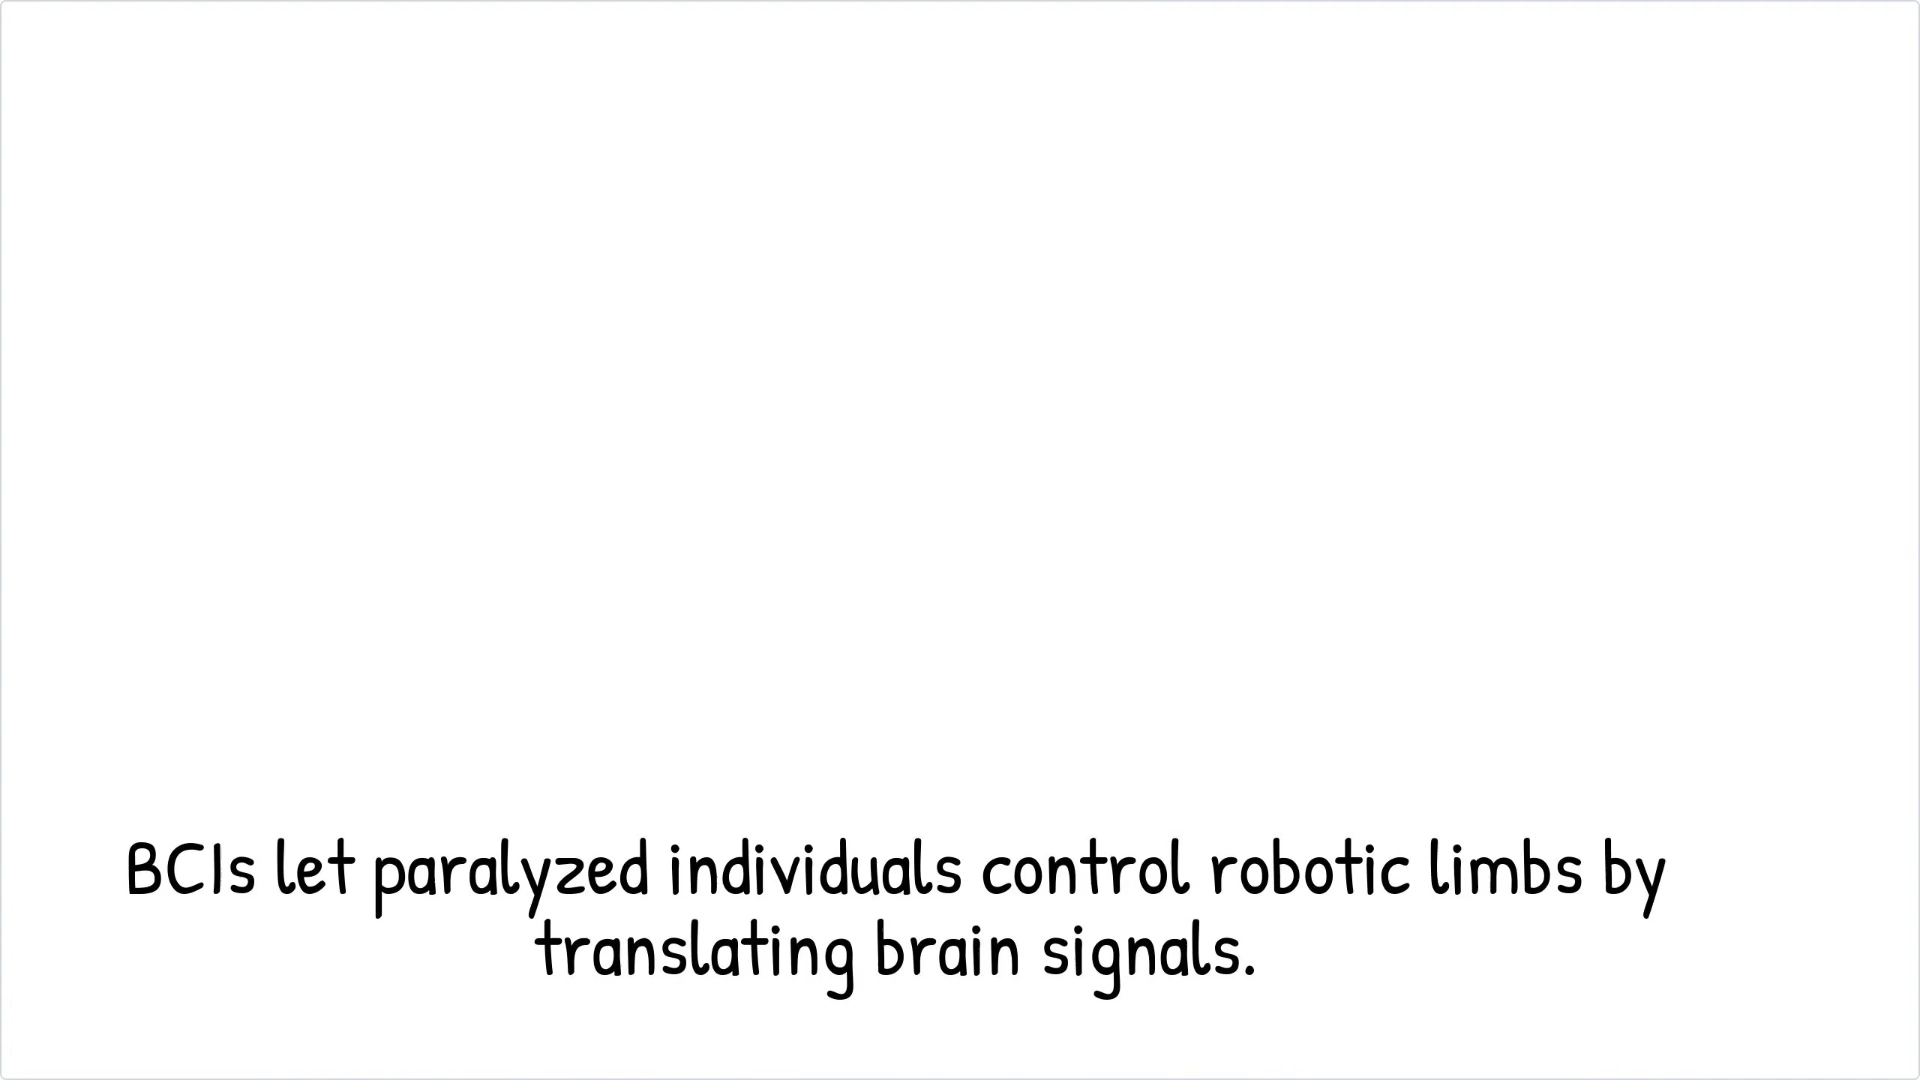 BCIs let paralyzed individuals control robotic limbs by
translating brain signals.